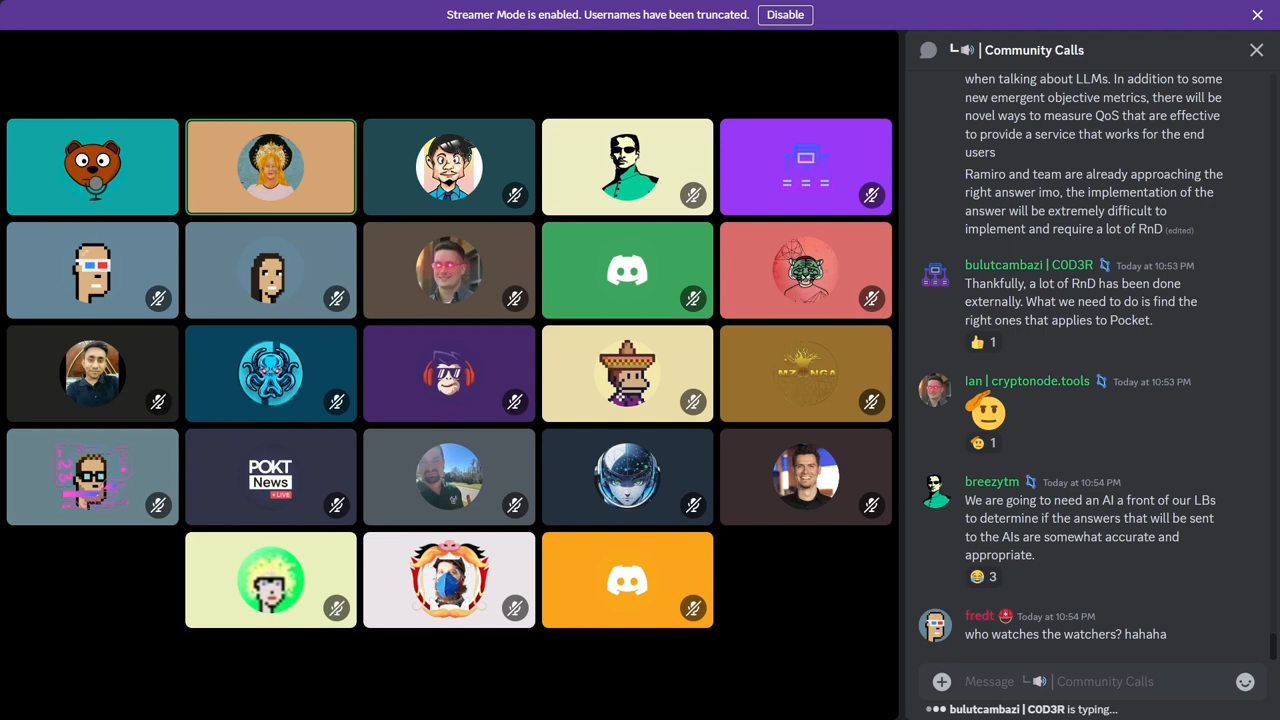 Streamer Mode is enabled. Usernames have been truncated. Disable
Community Calls
when talking about LLMs. In addition to some
new emergent objective metrics, there will be
novel ways to measure QoS that are effective
to provide a service that works for the end
users
Ramiro and team are already approaching the
right answer imo, the implementation of the
answer will be extremely difficult to
implement and require a lot of RnD (edited)
bulutcambazi | C0D3R Today at 10:53 PM
Thankfully, a lot of RnD has been done
externally. What we need to do is find the
right ones that applies to Pocket.
👍 1
Ian | cryptonode.tools Today at 10:53 PM
1
breezytm Today at 10:54 PM
We are going to need an AI a front of our LBs
to determine if the answers that will be sent
to the AIs are somewhat accurate and
appropriate.
😂 3
fredt Today at 10:54 PM
who watches the watchers? hahaha
Message Community Calls
bulutcambazi | C0D3R is typing...
MZONGA
POKT
News
LIVE